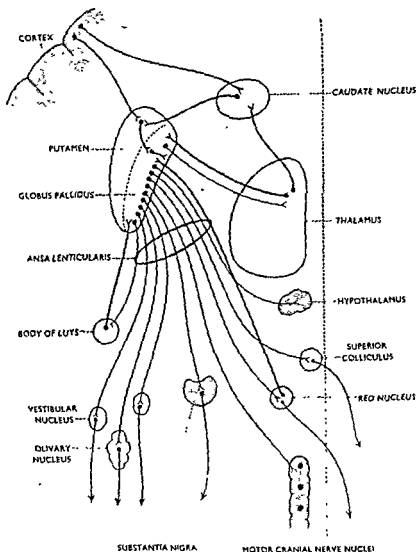 CORTEX
CAUDATE NUCLEUS
PUTAMEN
GLOBUS PALLIDUS
THALAMUS
ANSA LENTICULARIS
HYPOTHALAMUS
BODY OF LUYS
SUPERIOR
COLLICULUS
VESTIBULAR
NUCLEUS
RED NUCLEUS
OLIVARY
NUCLEUS
SUBSTANTIA NIGRA
MOTOR CRANIAL NERVE NUCLEI